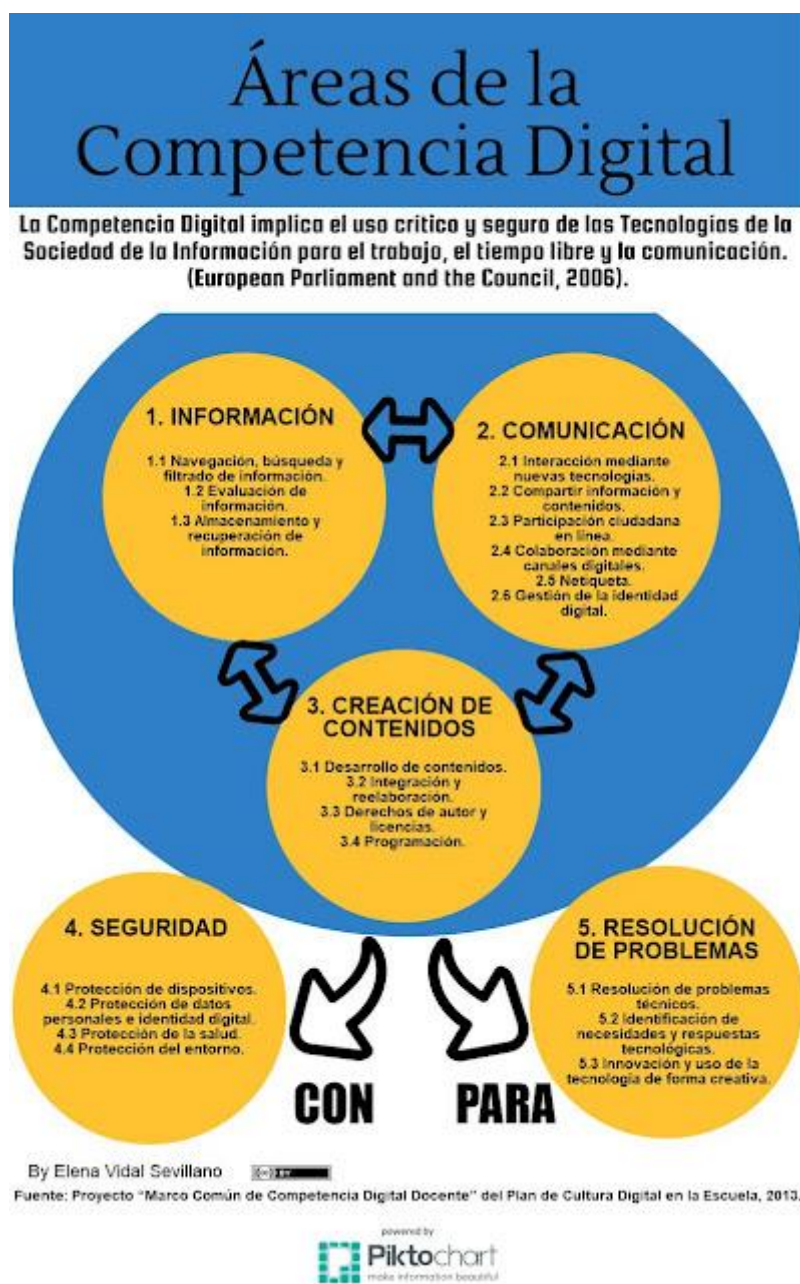 Áreas de la
Competencia Digital
La Competencia Digital implica el uso crítico y seguro de las Tecnologías de la
Sociedad de la Información para el trabajo, el tiempo libre y la comunicación.
(European Parliament and the Council, 2006).
1. INFORMACIÓN
1.1 Navegación, búsqueda y
filtrado de información.
1.2 Evaluación de
información.
1.3 Almacenamiento y
recuperación de
información.
2. COMUNICACIÓN
2.1 Interacción mediante
nuevas tecnologías.
2.2 Compartir información y
contenidos.
2.3 Participación ciudadana
en línea.
2.4 Colaboración mediante
canales digitales.
2.5 Netiqueta.
2.6 Gestión de la identidad
digital.
3. CREACIÓN DE
CONTENIDOS
3.1 Desarrollo de contenidos.
3.2 Integración y
reelaboración.
3.3 Derechos de autor y
licencias.
3.4 Programación.
4. SEGURIDAD
4.1 Protección de dispositivos.
4.2 Protección de datos
personales e identidad digital.
4.3 Protección de la salud.
4.4 Protección del entorno.
5. RESOLUCIÓN
DE PROBLEMAS
5.1 Resolución de problemas
técnicos.
5.2 Identificación de
necesidades y respuestas
tecnológicas.
5.3 Innovación y uso de la
tecnología de forma creativa.
CON
PARA
By Elena Vidal Sevillano
(cc) BY
Fuente: Proyecto "Marco Común de Competencia Digital Docente" del Plan de Cultura Digital en la Escuela, 2013.
powered by
Piktochart
make information beautiful